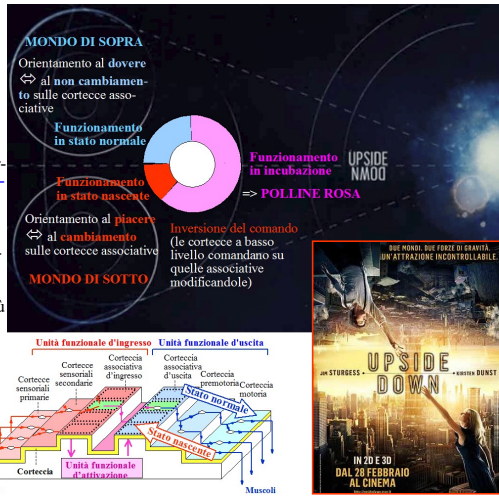 MONDO DI SOPRA
Orientamento al dovere
⇔ al non cambiamen-
to sulle cortecce asso-
ciative
Funzionamento
in stato normale
Funzionamento
in incubazione
=> POLLINE ROSA
UPSIDE
DOWN
Funzionamento
in stato nascente
Orientamento al piacere
⇔ al cambiamento
sulle cortecce associative
MONDO DI SOTTO
Inversione del comando
(le cortecce a basso
livello comandano su
quelle associative
modificandole)
DUE MONDI. DUE FORZE DI GRAVITÀ.
UN'ATTRAZIONE INCONTROLLABILE.
JIM STURGESS
UPSIDE
DOWN
KIRSTEN DUNST
IN 2D E 3D
DAL 28 FEBBRAIO
AL CINEMA
Unità funzionale d'ingresso
Unità funzionale d'uscita
Cortecce
sensoriali
primarie
Cortecce
sensoriali
secondarie
Corteccia
associativa
d'ingresso
Corteccia
associativa
d'uscita
Corteccia
premotoria
Corteccia
motoria
Stato normale
Stato nascente
Corteccia
Unità funzionale
d'attivazione
Muscoli